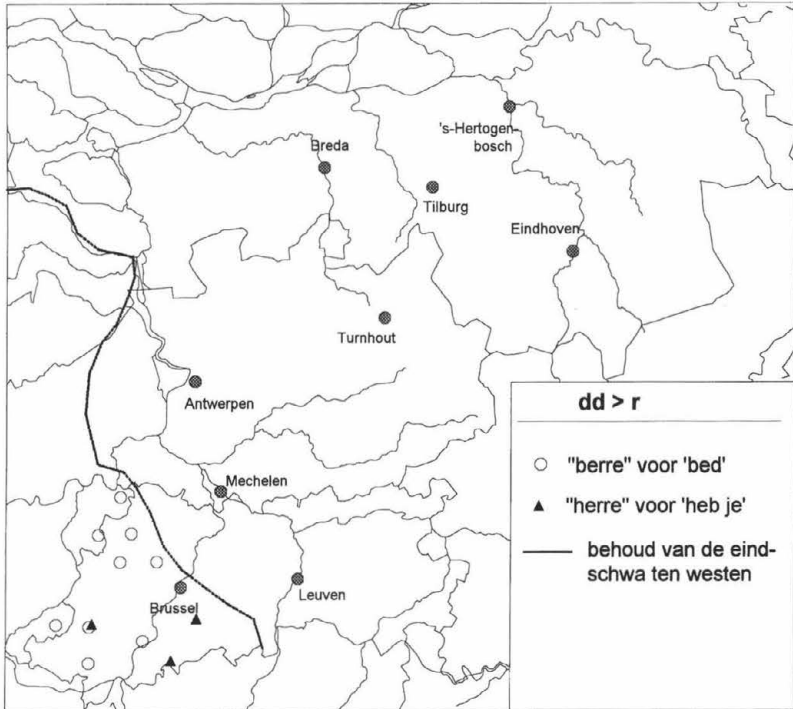 's-Hertogen-
bosch
Breda
Tilburg
Eindhoven
Turnhout
Antwerpen
Mechelen
Brussel
Leuven
dd > r
"berre" voor 'bed'
"herre" voor 'heb je'
behoud van de eind-
schwa ten westen